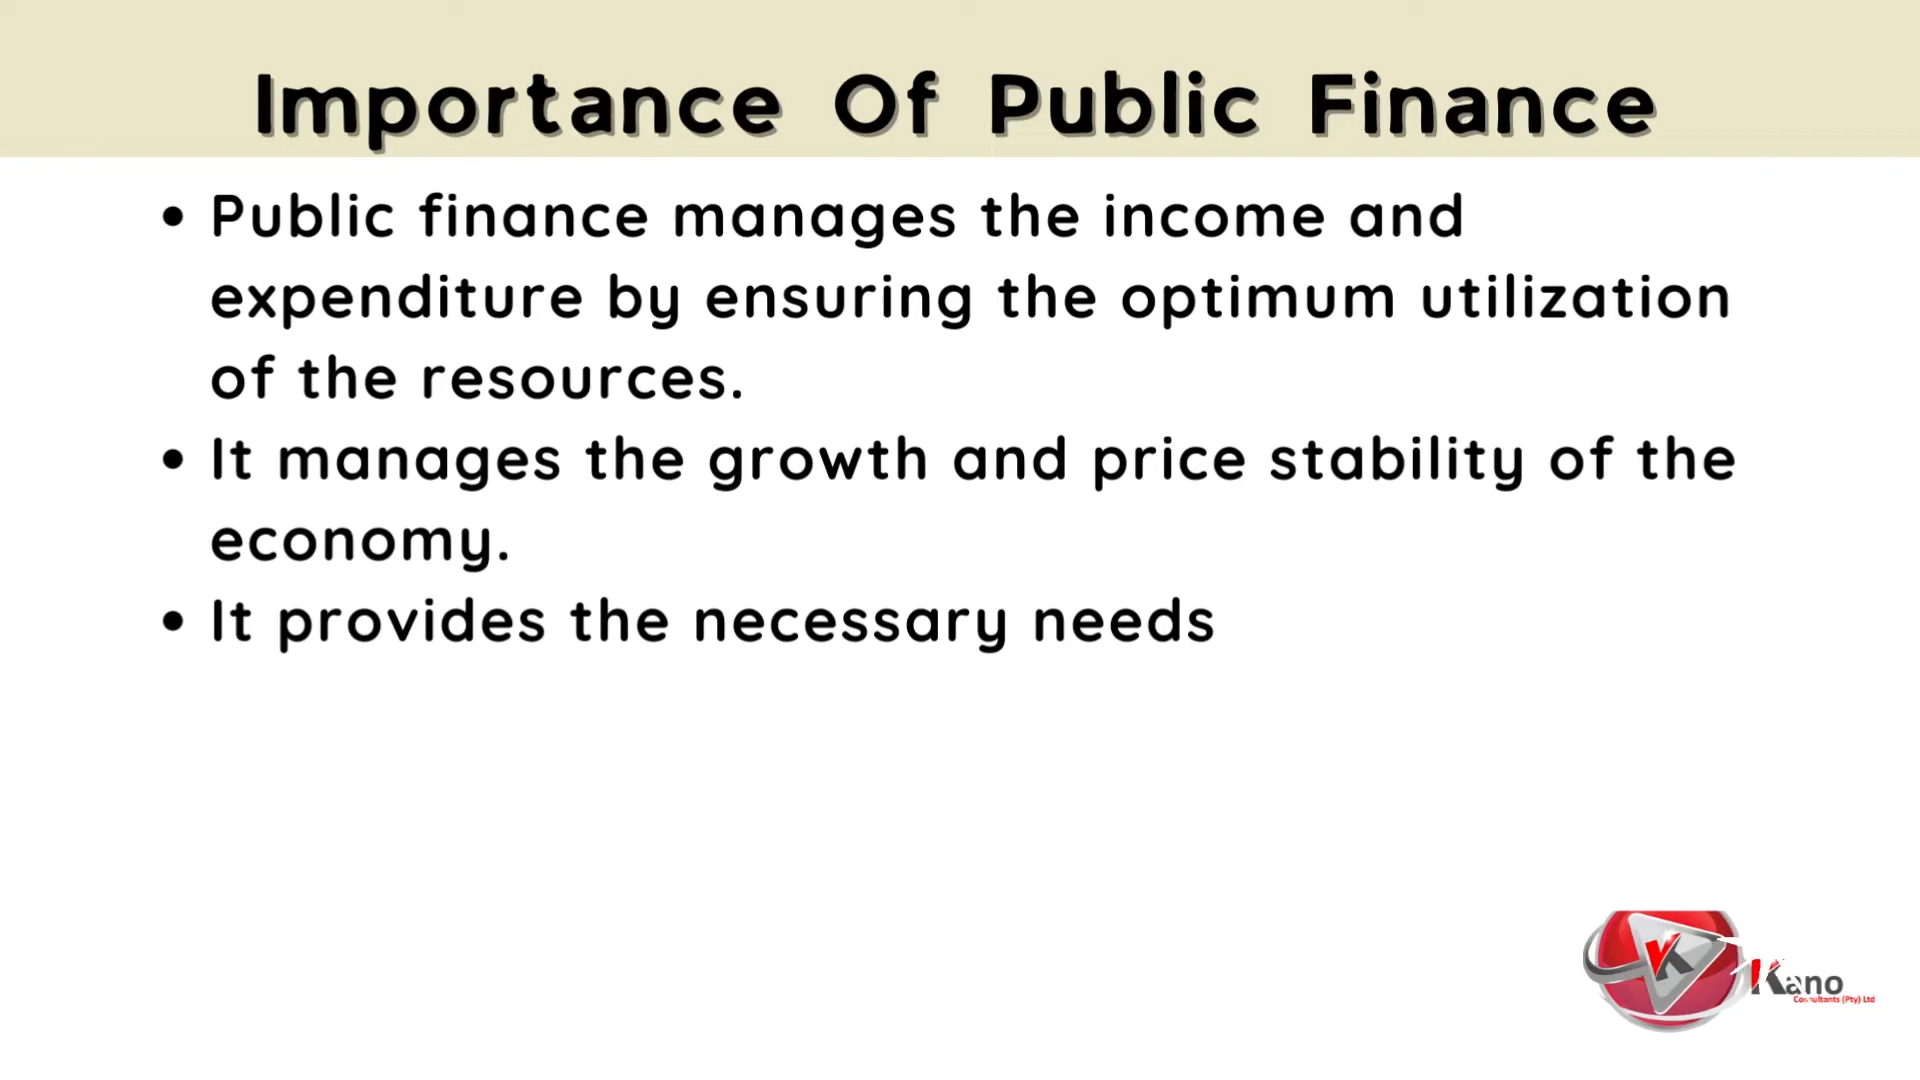 Importance Of Public Finance
• Public finance manages the income and
expenditure by ensuring the optimum utilization
of the resources.
• It manages the growth and price stability of the
economy.
• It provides the necessary needs
K
Kano
Consultants (Pty) Ltd